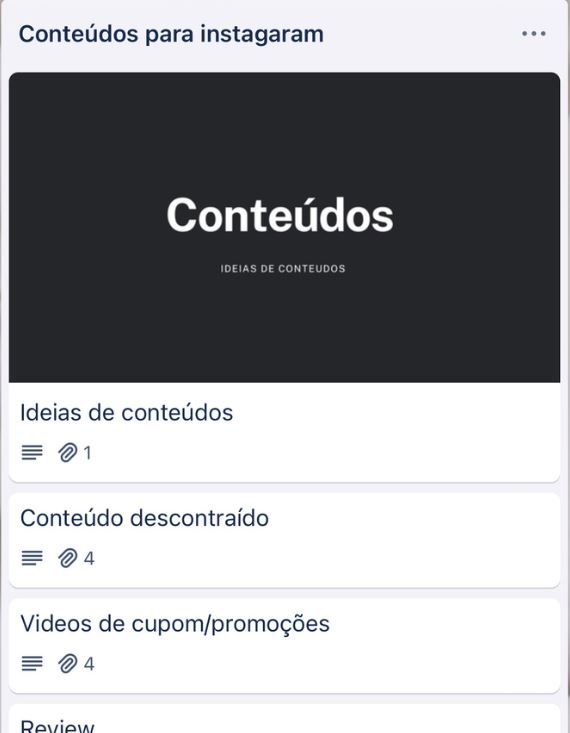 Conteúdos para instagaram
Conteúdos
IDEIAS DE CONTEUDOS
Ideias de conteúdos
1
Conteúdo descontraído
4
Videos de cupom/promoções
4
Review